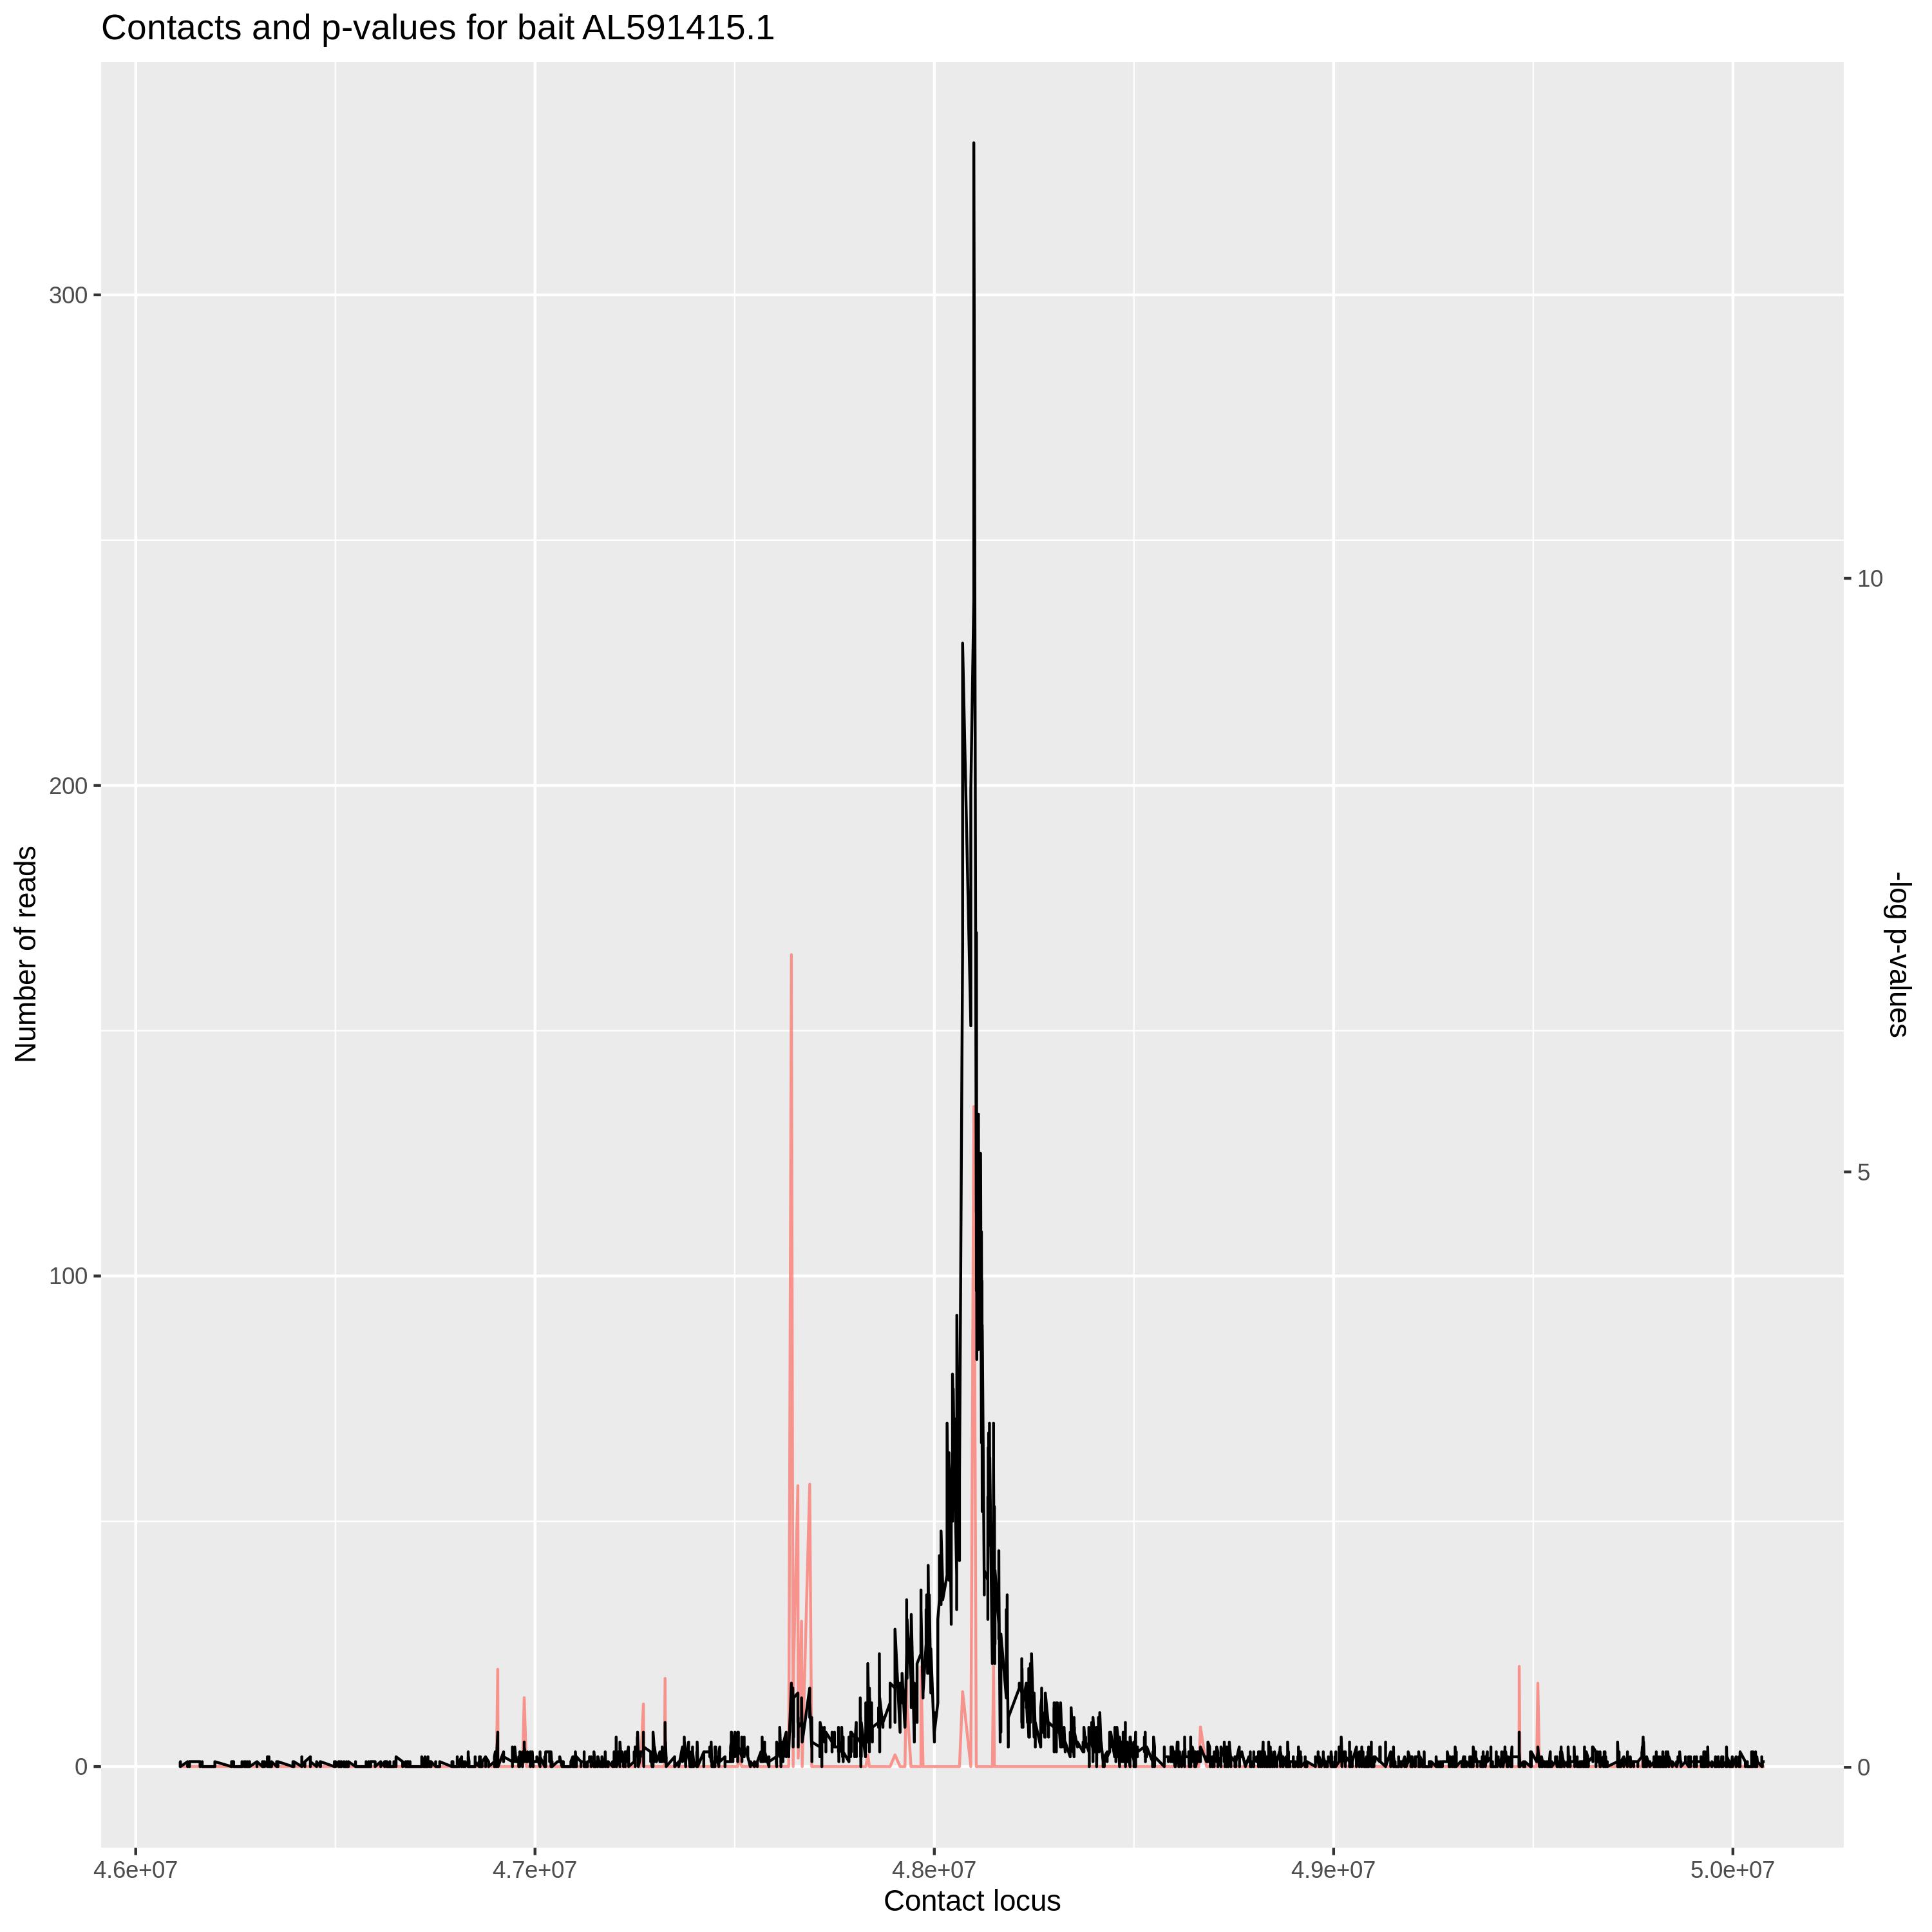 Contacts and p-values for bait AL591415.1
Number of reads
300
200
100
0
10
5
0
-log p-values
4.6e+07 4.7e+07 4.8e+07 4.9e+07 5.0e+07
Contact locus